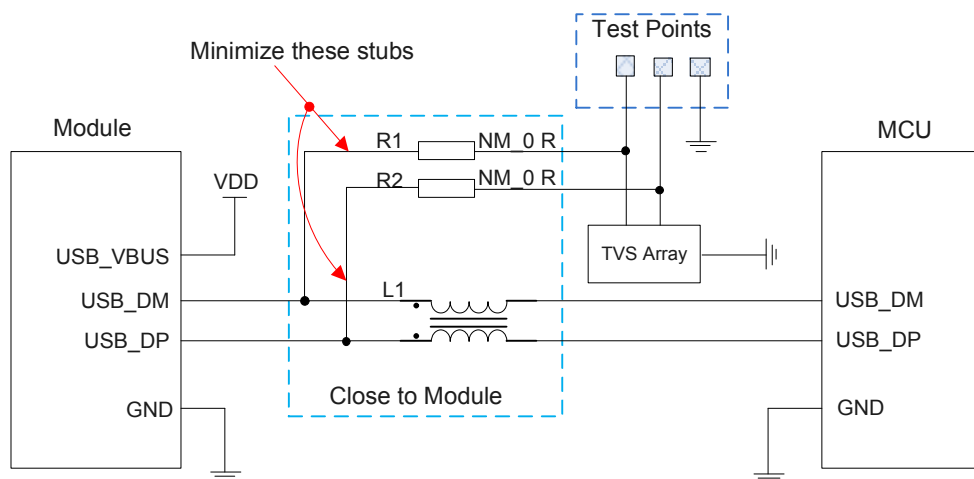 Test Points
Minimize these stubs
Module
MCU
R1
NM_0 R
R2
NM_0 R
VDD
TVS Array
USB_VBUS
USB_DM
L1
USB_DM
USB_DP
USB_DP
Close to Module
GND
GND